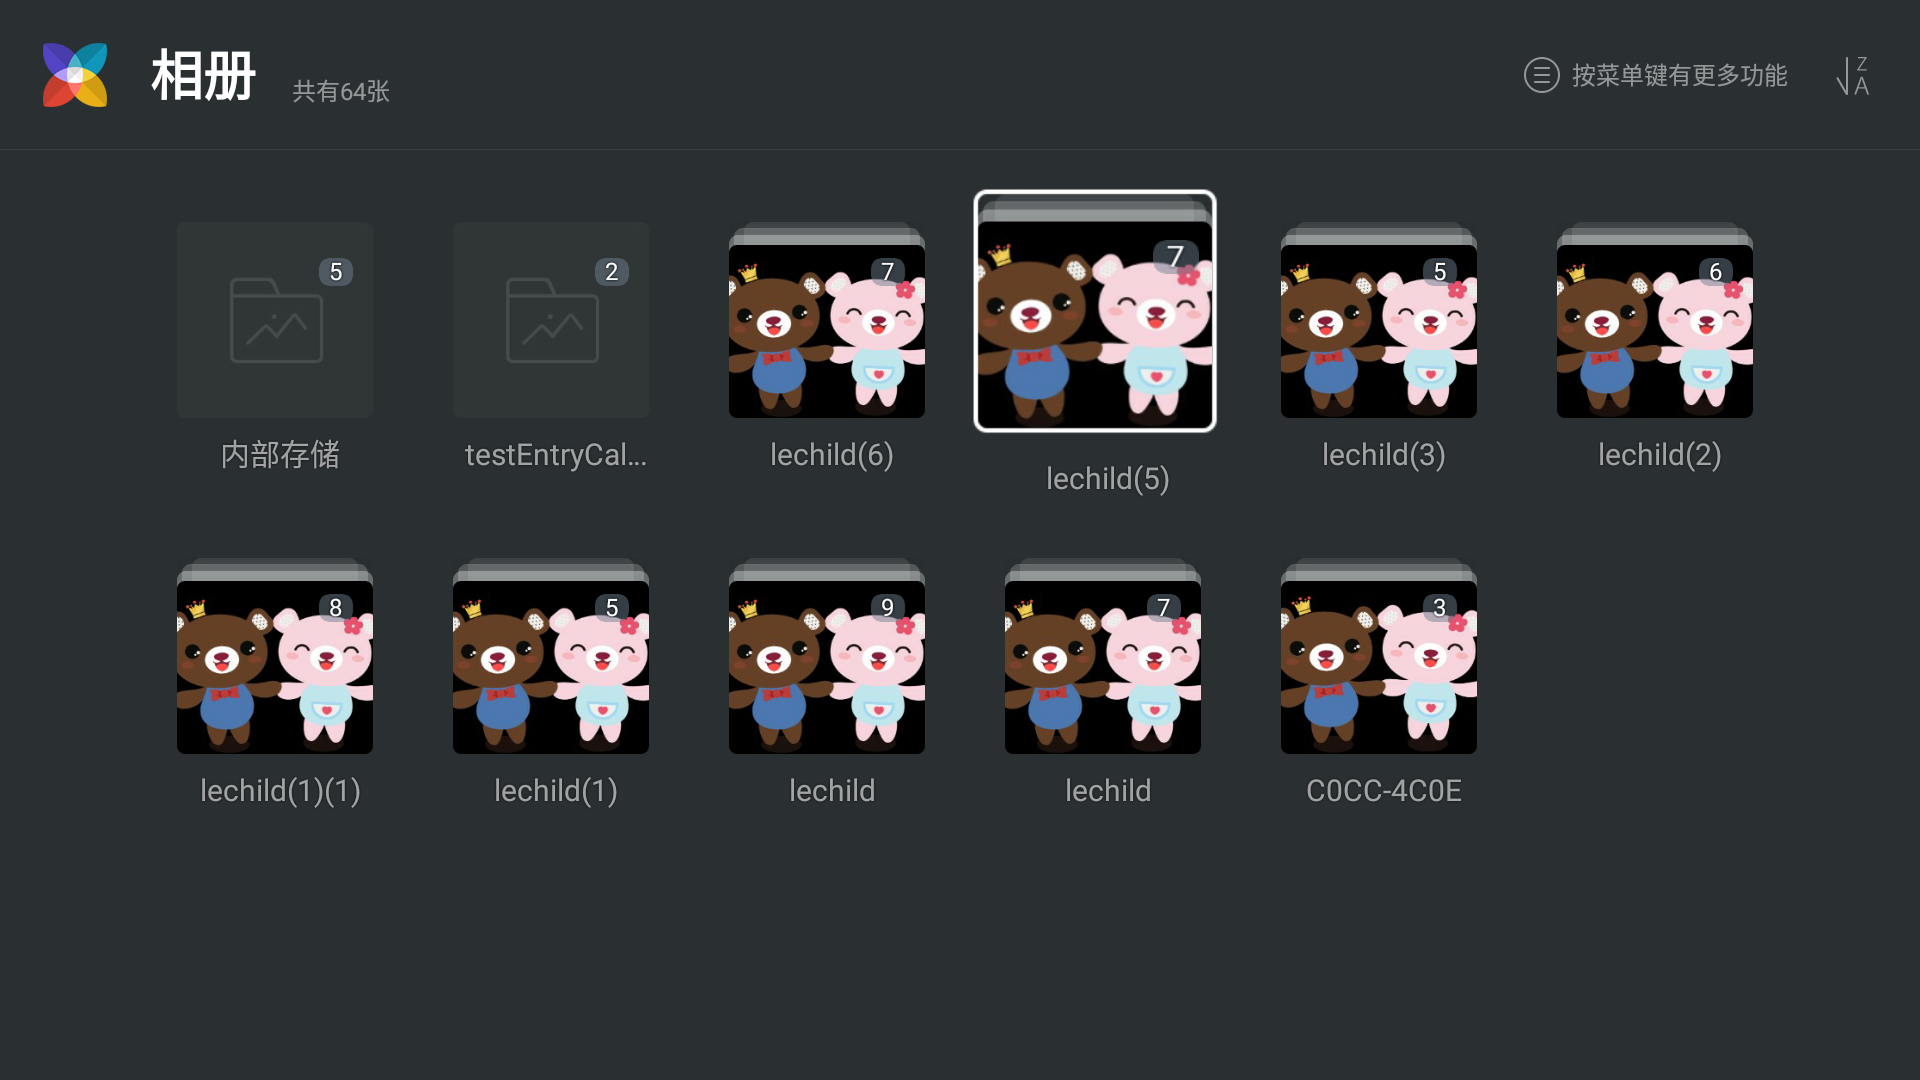 相册
共有64张
按菜单键有更多功能
Z
A
5
2
7
7
5
6
内部存储
testEntryCal...
lechild(6)
lechild(5)
lechild(3)
lechild(2)
8
5
9
7
3
lechild(1)(1)
lechild(1)
lechild
lechild
C0CC-4C0E